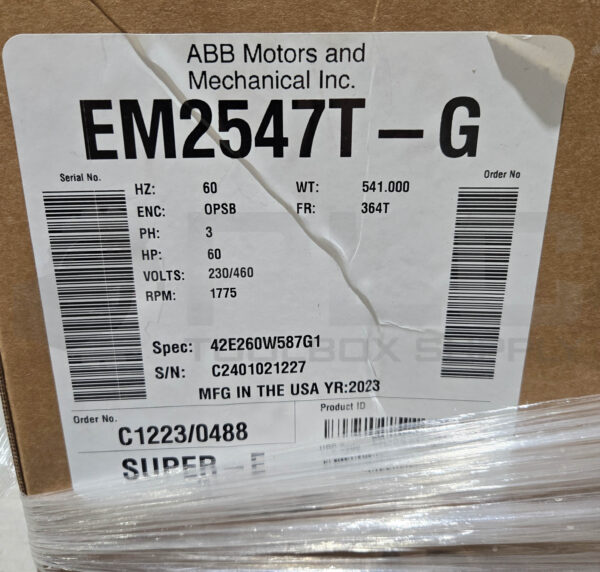 ABB Motors and
Mechanical Inc.
EM2547T-G
Serial No.
Order No
HZ: 60 WT: 541.000
ENC: OPSB FR: 364T
PH: 3
HP: 60
VOLTS: 230/460
RPM: 1775
Spec: 42E260W587G1
S/N: C2401021227
MFG IN THE USA YR:2023
Order No.
C1223/0488
Product ID
SUPER-E
TOOLBOX SUPPLY